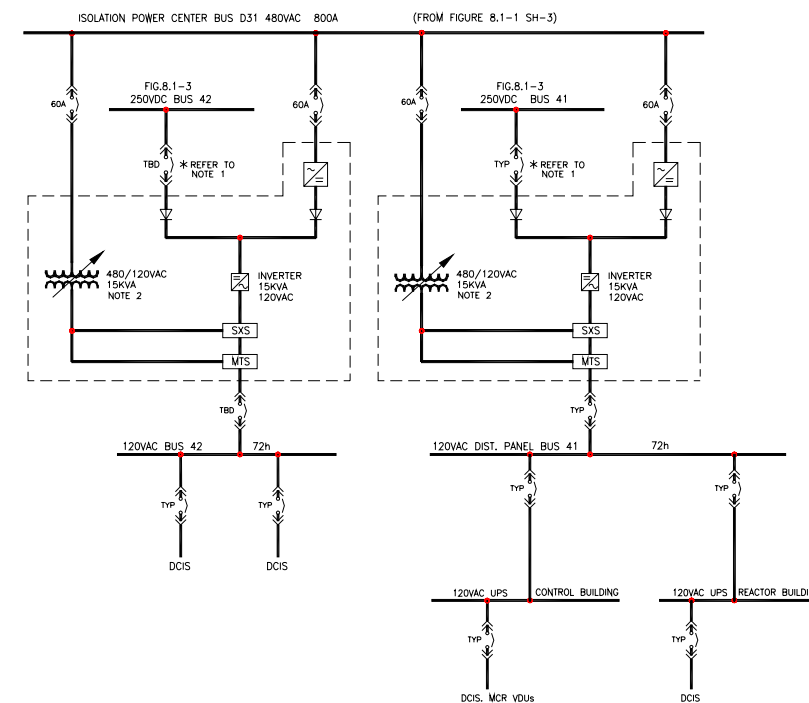 ISOLATION POWER CENTER BUS D31 480VAC 800A (FROM FIGURE 8.1-1 SH-3)
60A
FIG.8.1-3
250VDC BUS 42
60A
60A
FIG.8.1-3
250VDC BUS 41
60A
TBD
* REFER TO
NOTE 1
TYP
* REFER TO
NOTE 1
480/120VAC
15KVA
NOTE 2
INVERTER
15KVA
120VAC
480/120VAC
15KVA
NOTE 2
INVERTER
15KVA
120VAC
SXS
SXS
MTS
MTS
TBD
TYP
120VAC BUS 42 72h
120VAC DIST. PANEL BUS 41 72h
TYP
TYP
TYP
TYP
DCIS
DCIS
120VAC UPS CONTROL BUILDING
120VAC UPS REACTOR BUILDI
TYP
TYP
DCIS. MCR VDUs
DCIS